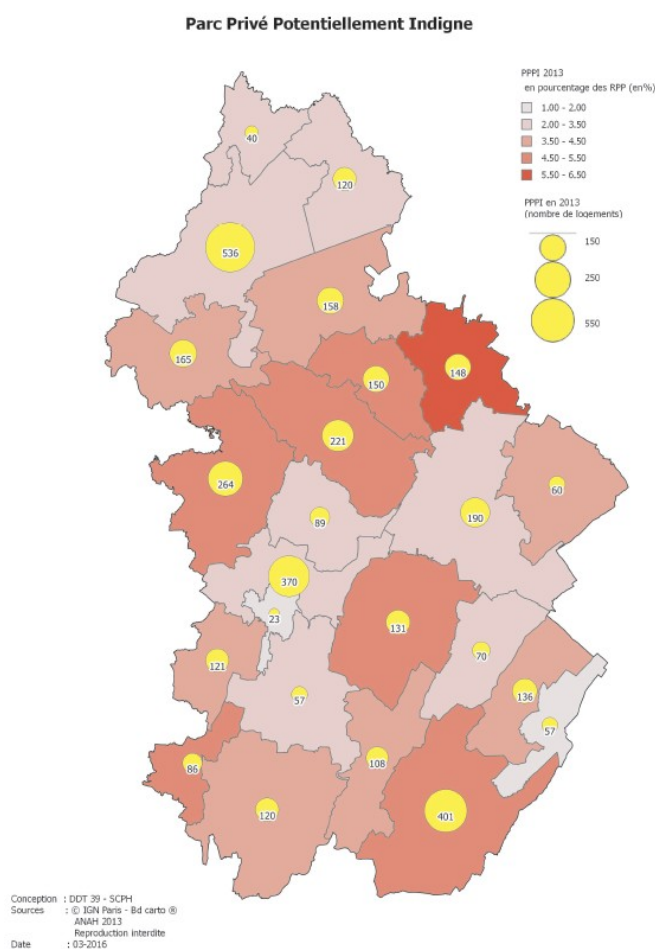 Parc Privé Potentiellement Indigne
PPPI 2013
en pourcentage des RPP (en%)
1.00 - 2.00
2.00 - 3.50
3.50 - 4.50
4.50 - 5.50
5.50 - 6.50
PPPI en 2013
(nombre de logements)
150
250
550
40
120
536
158
165
150
148
221
264
60
89
190
370
23
131
121
70
57
136
57
86
108
120
401
Conception : DDT 39 - SCPH
Sources : © IGN Paris - Bd carto ®
ANAH 2013
Reproduction interdite
Date : 03-2016